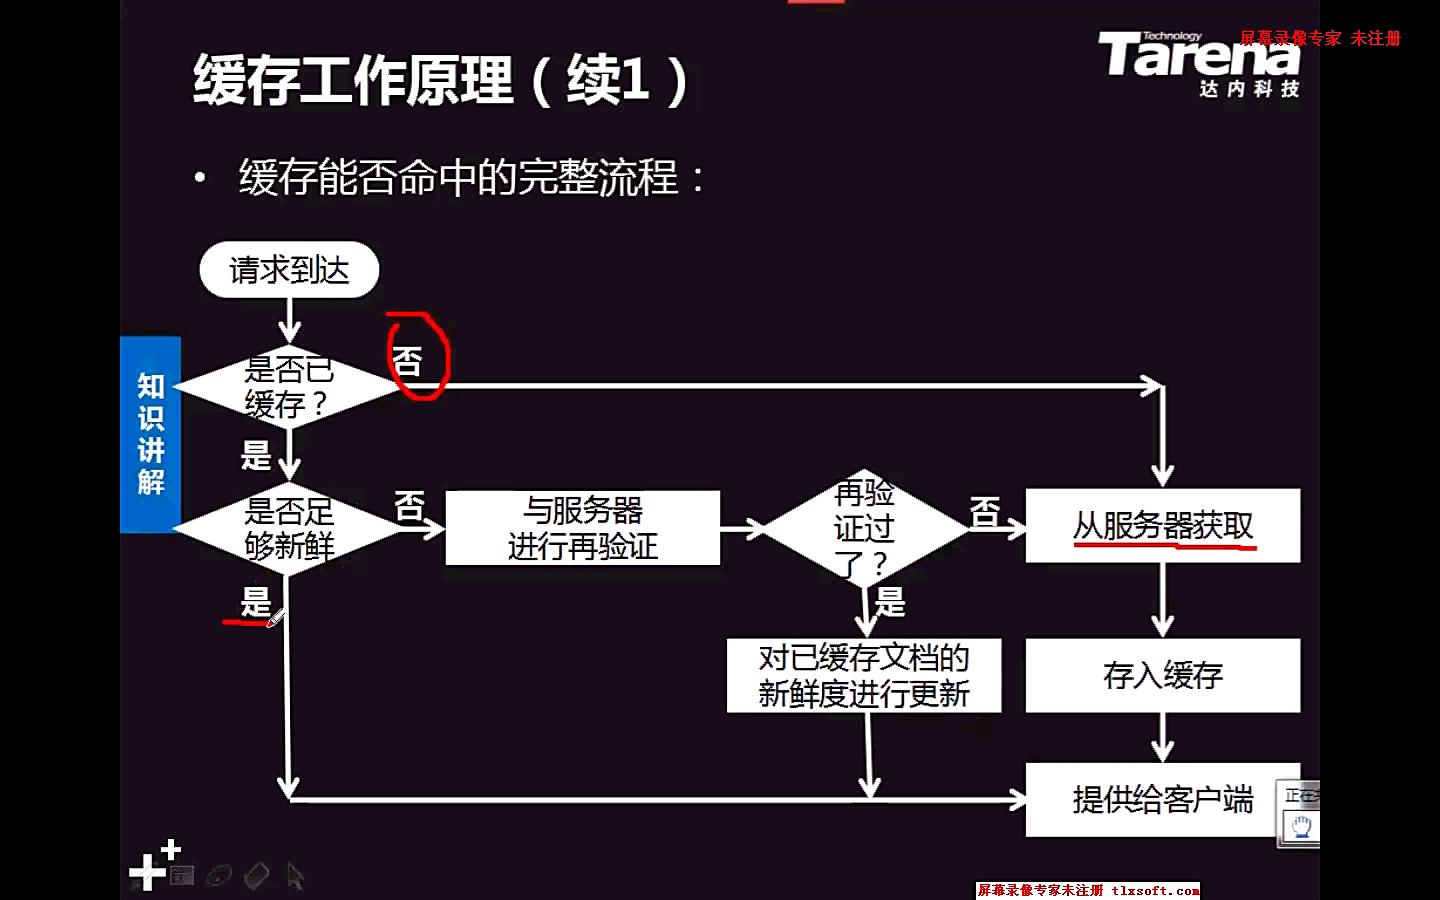 屏幕录像专家 未注册
Technology
Tarena
达内科技
缓存工作原理（续1）
• 缓存能否命中的完整流程：
请求到达
是否已
缓存？
否
是
知识讲解
是否足
够新鲜
否
与服务器
进行再验证
再验
证过
了？
否
从服务器获取
是
是
对已缓存文档的
新鲜度进行更新
存入缓存
提供给客户端
正在
屏幕录像专家未注册 tlxsoft.com